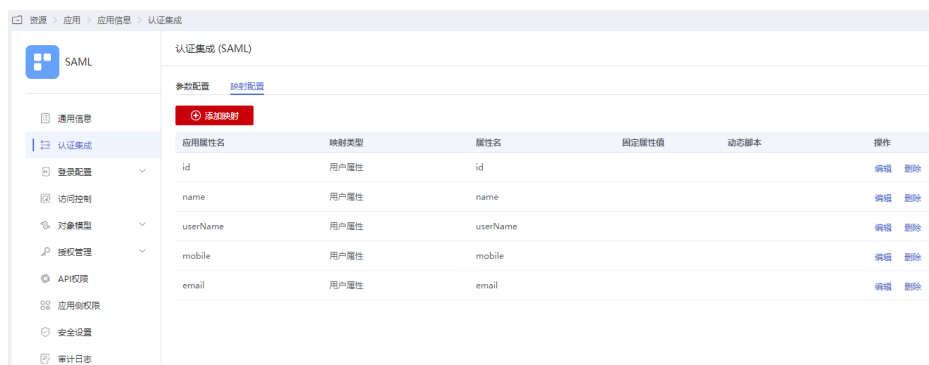 资源 > 应用 > 应用信息 > 认证集成
SAML
通用信息
认证集成
登录配置
访问控制
对象模型
授权管理
API权限
应用侧权限
安全设置
审计日志
认证集成 (SAML)
参数配置 映射配置
添加映射
应用属性名 映射类型 属性名 固定属性值 动态脚本 操作
id 用户属性 id 编辑 删除
name 用户属性 name 编辑 删除
userName 用户属性 userName 编辑 删除
mobile 用户属性 mobile 编辑 删除
email 用户属性 email 编辑 删除